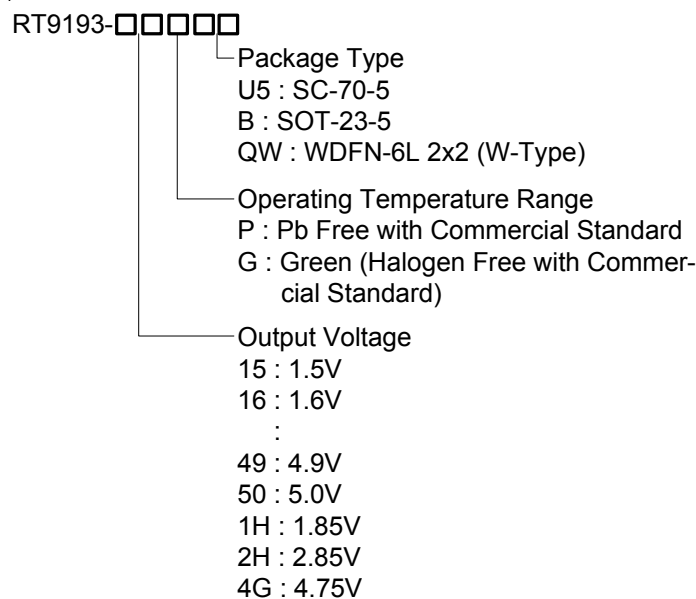 RT9193-□□□□□
Package Type
U5 : SC-70-5
B : SOT-23-5
QW : WDFN-6L 2x2 (W-Type)
Operating Temperature Range
P : Pb Free with Commercial Standard
G : Green (Halogen Free with Commer-
cial Standard)
Output Voltage
15 : 1.5V
16 : 1.6V
:
49 : 4.9V
50 : 5.0V
1H : 1.85V
2H : 2.85V
4G : 4.75V